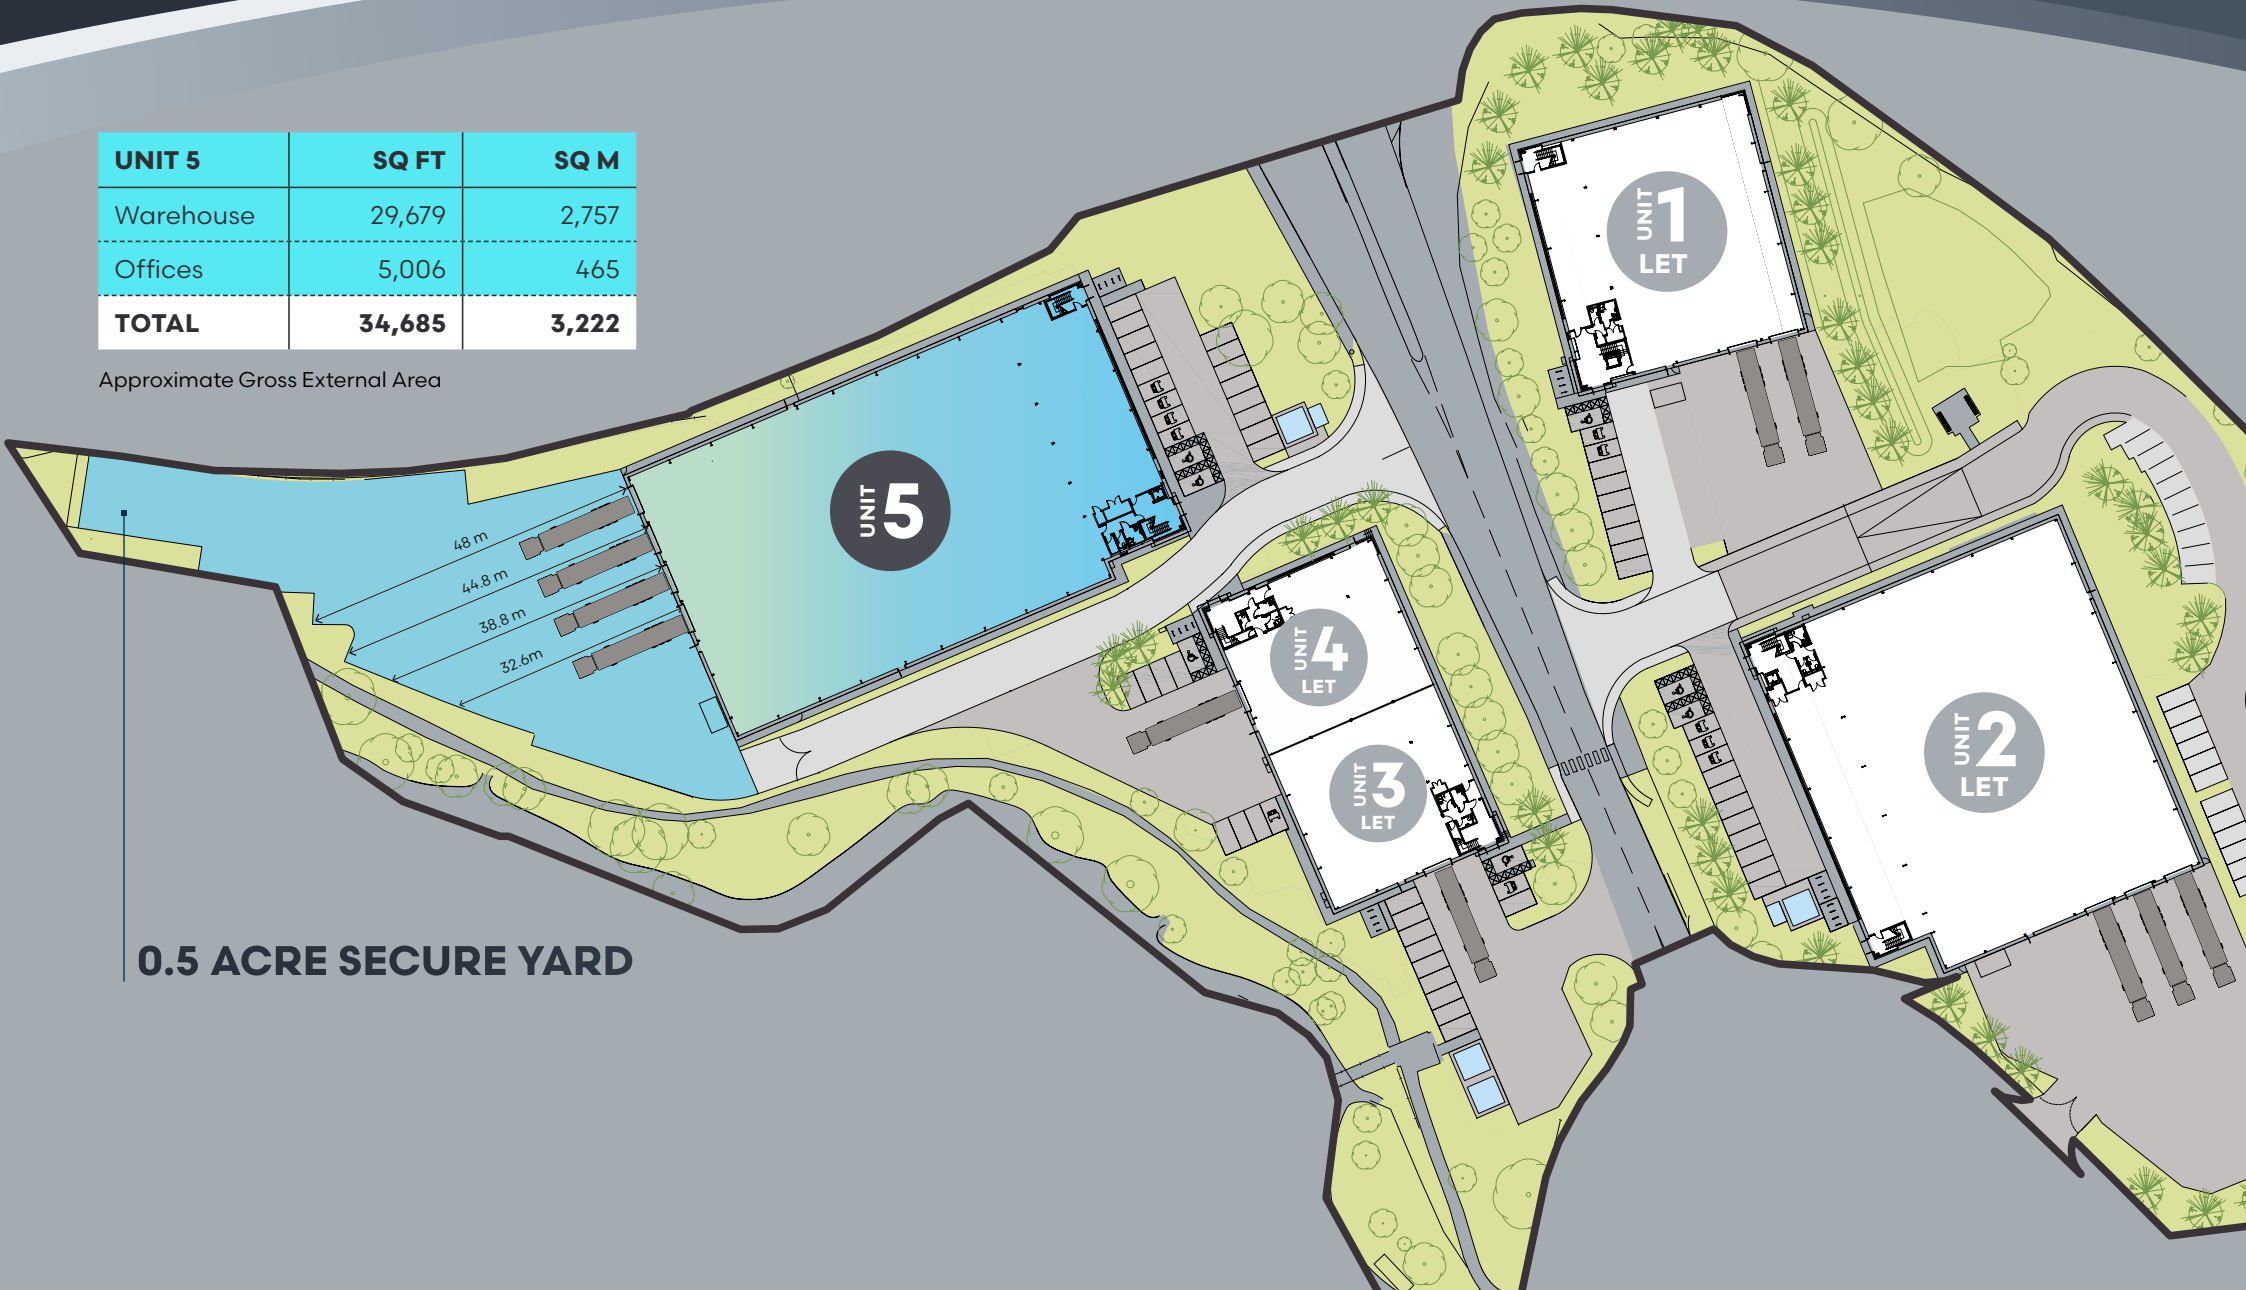 UNIT 5 SQ FT SQ M
Warehouse 29,679 2,757
Offices 5,006 465
TOTAL 34,685 3,222
Approximate Gross External Area
UNIT 1
LET
UNIT 5
48 m
44.8 m
38.8 m
32.6m
UNIT 4
LET
UNIT 3
LET
UNIT 2
LET
0.5 ACRE SECURE YARD